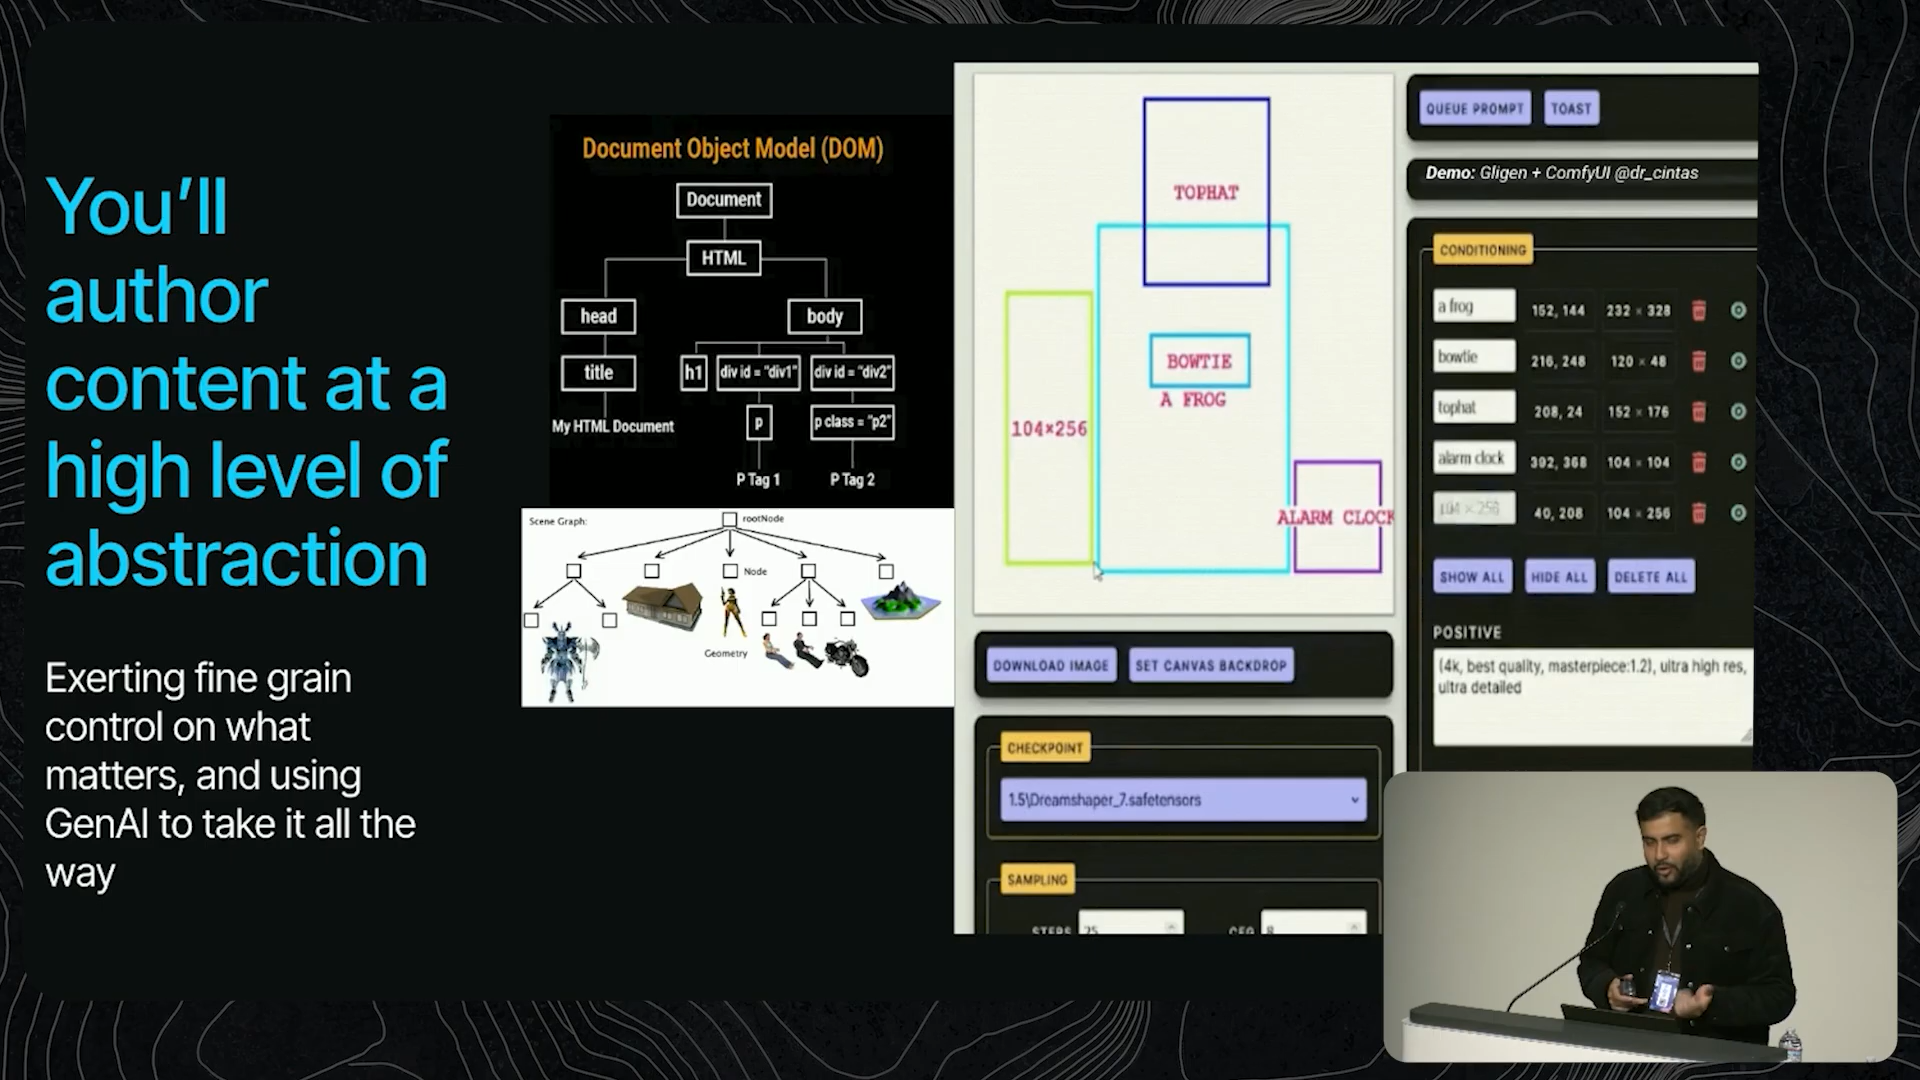 You'll
author
content at a
high level of
abstraction
Exerting fine grain
control on what
matters, and using
GenAI to take it all the
way
Document Object Model (DOM)
Document
HTML
head
body
title
h1
div id = "div1"
div id = "div2"
My HTML Document
p
p class = "p2"
P Tag 1
P Tag 2
Scene Graph:
rootNode
Node
Geometry
TOPHAT
BOWTIE
A FROG
104×256
ALARM CLOCK
DOWNLOAD IMAGE
SET CANVAS BACKDROP
CHECKPOINT
1.5\Dreamshaper_7.safetensors
SAMPLING
STEPS 25
CFG 8
QUEUE PROMPT
TOAST
Demo: Gligen + ComfyUI @dr_cintas
CONDITIONING
a frog 152, 144 232 × 328
bowtie 216, 248 120 × 48
tophat 208, 24 152 × 176
alarm clock 392, 368 104 × 104
104 × 256 40, 208 104 × 256
SHOW ALL
HIDE ALL
DELETE ALL
POSITIVE
(4k, best quality, masterpiece:1.2), ultra high res,
ultra detailed